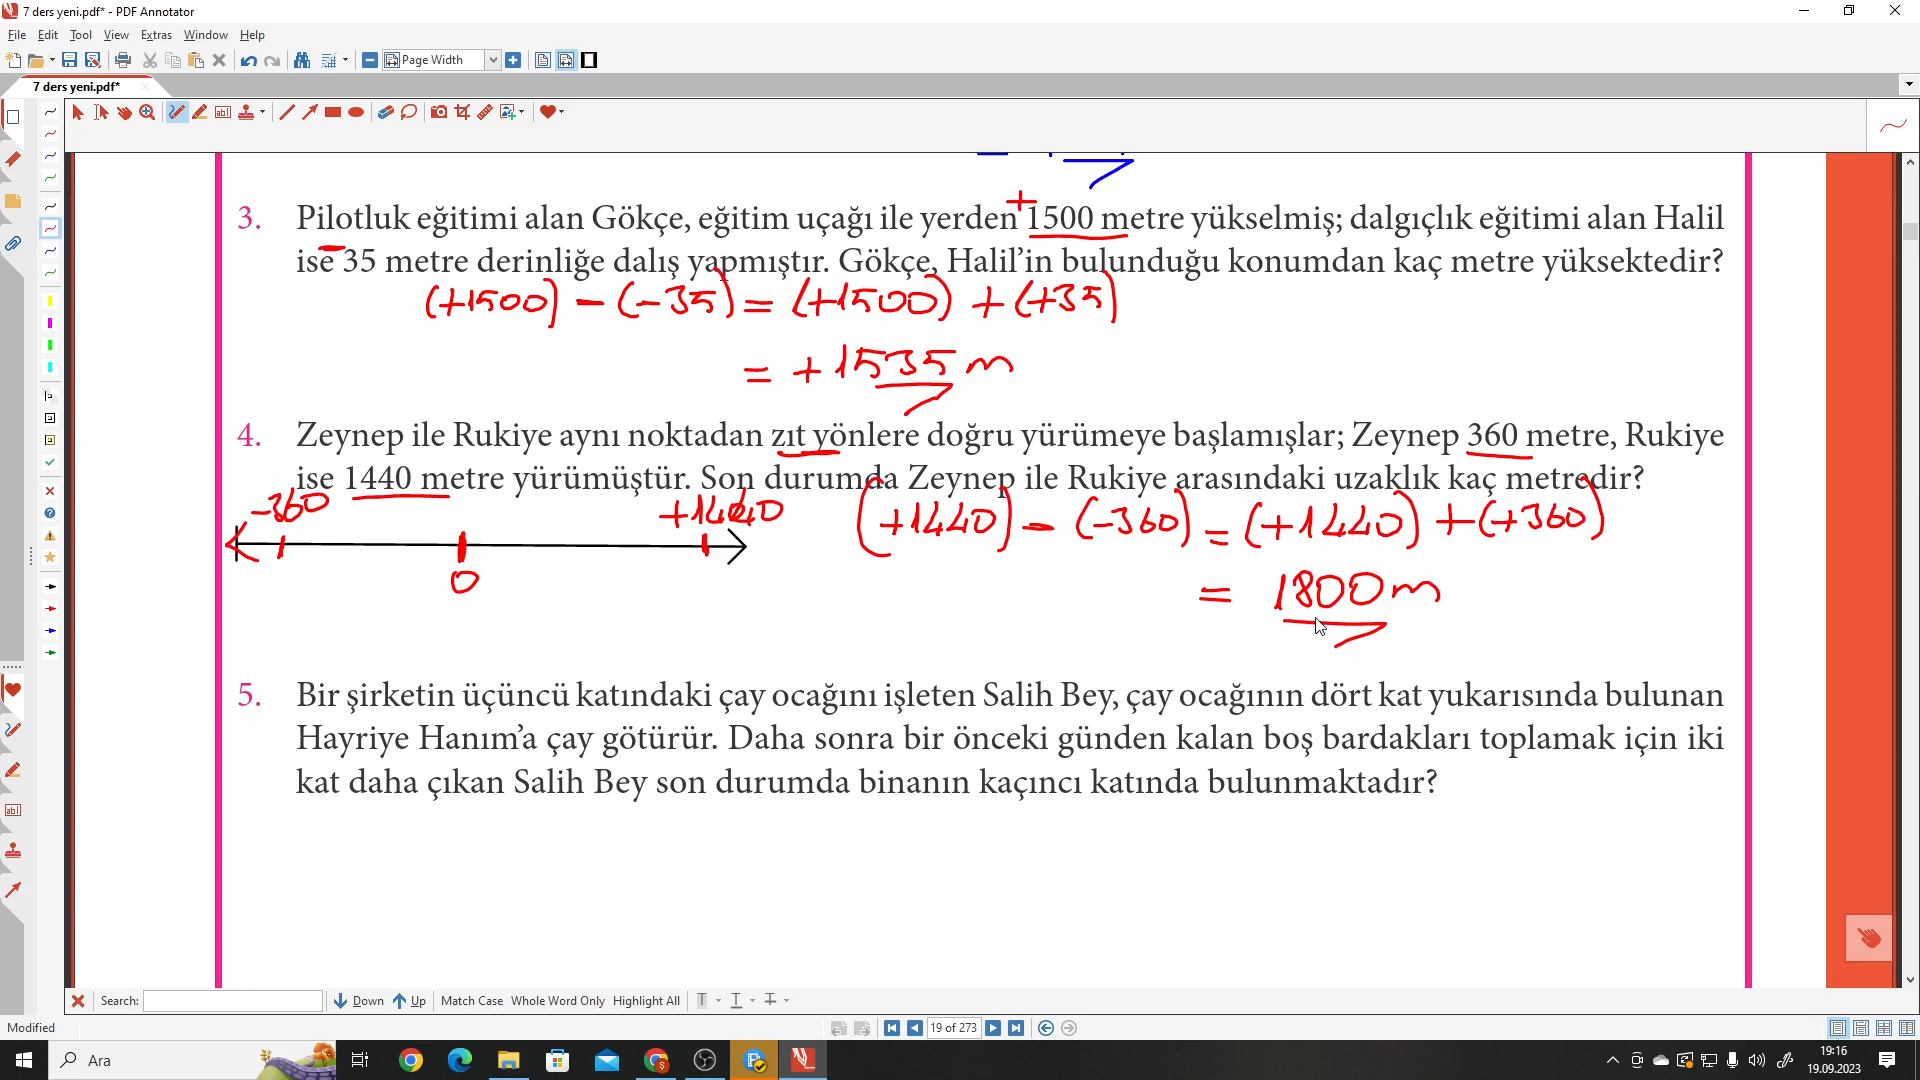 7 ders yeni.pdf* - PDF Annotator
File Edit Tool View Extras Window Help
Page Width
7 ders yeni.pdf*
+
3. Pilotluk eğitimi alan Gökçe, eğitim uçağı ile yerden 1500 metre yükselmiş; dalgıçlık eğitimi alan Halil
ise 35 metre derinliğe dalış yapmıştır. Gökçe, Halil’in bulunduğu konumdan kaç metre yüksektedir?
(+1500) - (-35) = (+1500) + (+35)
= +1535 m
4. Zeynep ile Rukiye aynı noktadan zıt yönlere doğru yürümeye başlamışlar; Zeynep 360 metre, Rukiye
ise 1440 metre yürümüştür. Son durumda Zeynep ile Rukiye arasındaki uzaklık kaç metredir?
-360 +1440 (+1440) - (-360) = (+1440) + (+360)
0
= 1800 m
5. Bir şirketin üçüncü katındaki çay ocağını işleten Salih Bey, çay ocağının dört kat yukarısında bulunan
Hayriye Hanım’a çay götürür. Daha sonra bir önceki günden kalan boş bardakları toplamak için iki
kat daha çıkan Salih Bey son durumda binanın kaçıncı katında bulunmaktadır?
Search: Down Up Match Case Whole Word Only Highlight All
Modified 19 of 273
Ara
19:16
19.09.2023